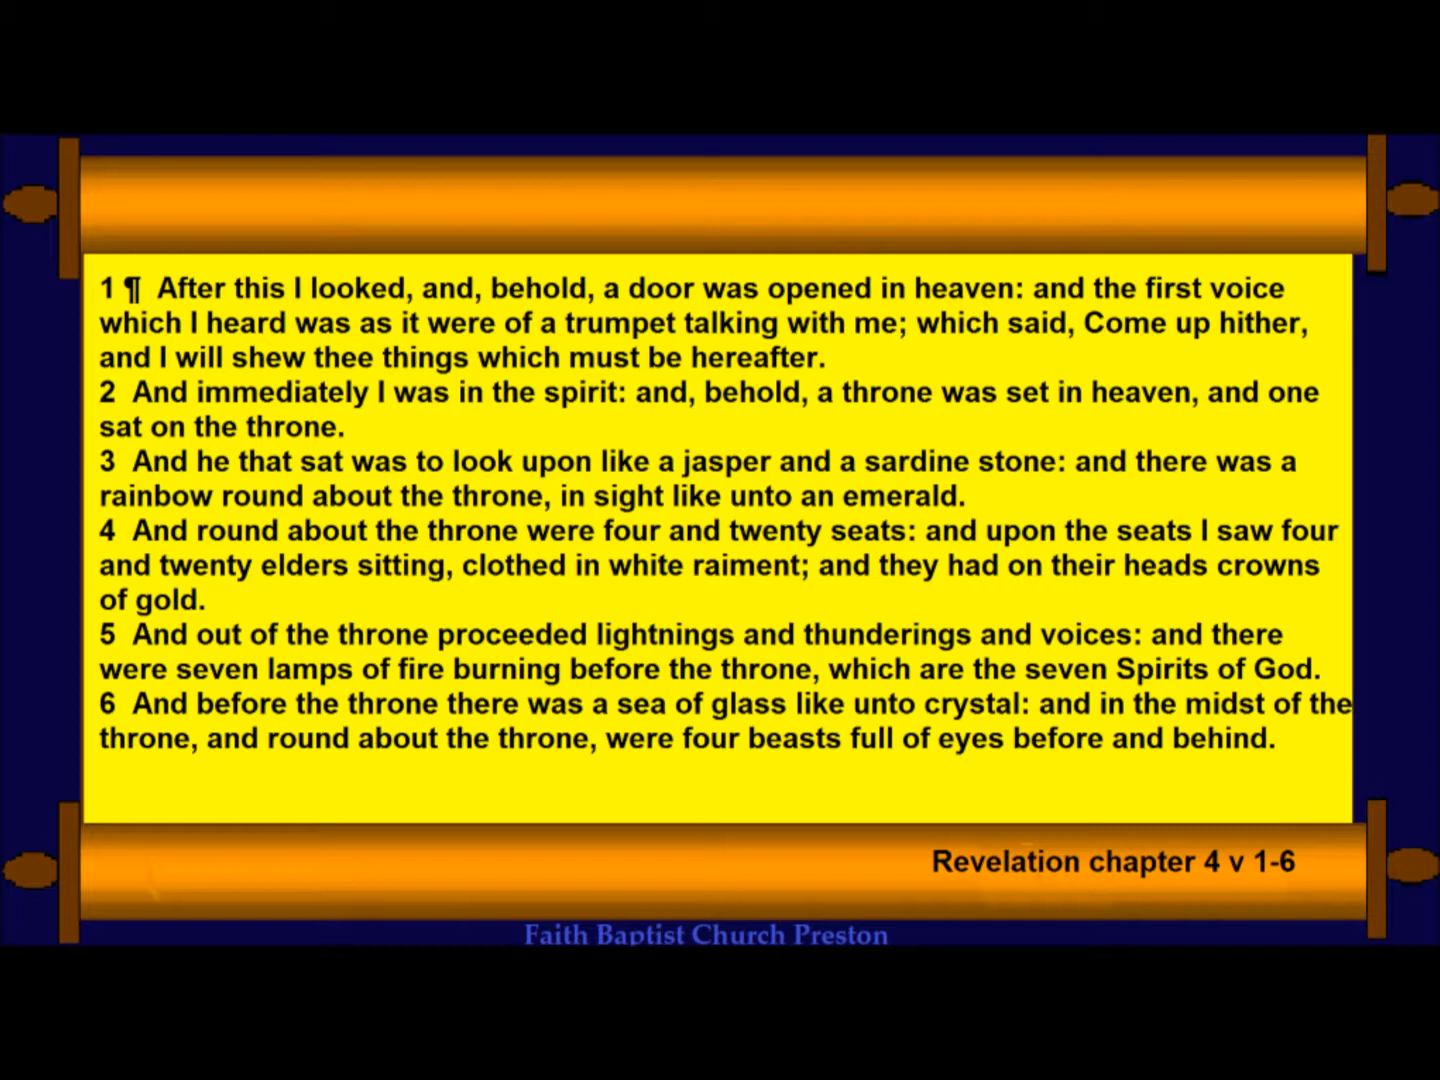 1 ¶ After this I looked, and, behold, a door was opened in heaven: and the first voice
which I heard was as it were of a trumpet talking with me; which said, Come up hither,
and I will shew thee things which must be hereafter.
2 And immediately I was in the spirit: and, behold, a throne was set in heaven, and one
sat on the throne.
3 And he that sat was to look upon like a jasper and a sardine stone: and there was a
rainbow round about the throne, in sight like unto an emerald.
4 And round about the throne were four and twenty seats: and upon the seats I saw four
and twenty elders sitting, clothed in white raiment; and they had on their heads crowns
of gold.
5 And out of the throne proceeded lightnings and thunderings and voices: and there
were seven lamps of fire burning before the throne, which are the seven Spirits of God.
6 And before the throne there was a sea of glass like unto crystal: and in the midst of the
throne, and round about the throne, were four beasts full of eyes before and behind.
Revelation chapter 4 v 1-6
Faith Baptist Church Preston